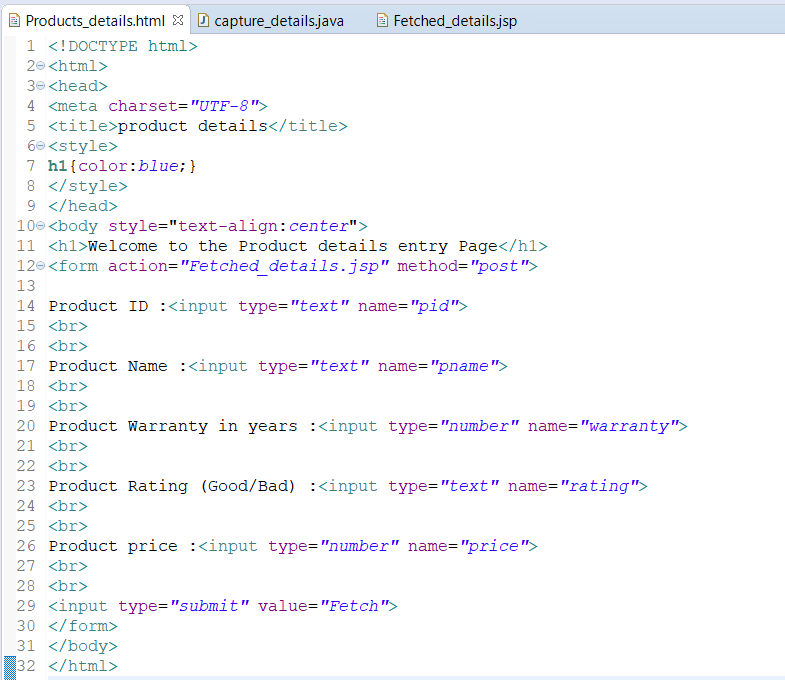 Products_details.html capture_details.java Fetched_details.jsp
1 <!DOCTYPE html>
2 <html>
3 <head>
4 <meta charset="UTF-8">
5 <title>product details</title>
6 <style>
7 h1{color:blue;}
8 </style>
9 </head>
10 <body style="text-align:center">
11 <h1>Welcome to the Product details entry Page</h1>
12 <form action="Fetched_details.jsp" method="post">
13
14 Product ID :<input type="text" name="pid">
15 <br>
16 <br>
17 Product Name :<input type="text" name="pname">
18 <br>
19 <br>
20 Product Warranty in years :<input type="number" name="warranty">
21 <br>
22 <br>
23 Product Rating (Good/Bad) :<input type="text" name="rating">
24 <br>
25 <br>
26 Product price :<input type="number" name="price">
27 <br>
28 <br>
29 <input type="submit" value="Fetch">
30 </form>
31 </body>
32 </html>